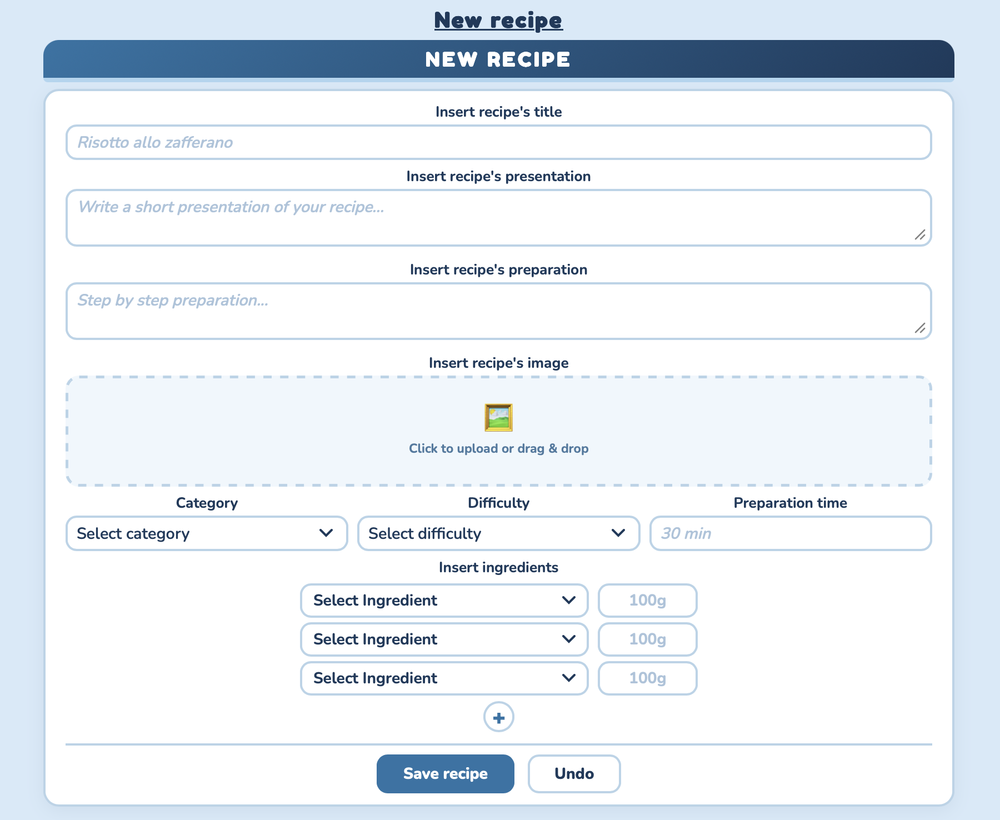 New recipe
NEW RECIPE
Insert recipe's title
Risotto allo zafferano
Insert recipe's presentation
Write a short presentation of your recipe...
Insert recipe's preparation
Step by step preparation...
Insert recipe's image
Click to upload or drag & drop
Category Difficulty Preparation time
Select category Select difficulty 30 min
Insert ingredients
Select Ingredient 100g
Select Ingredient 100g
Select Ingredient 100g
+
Save recipe Undo